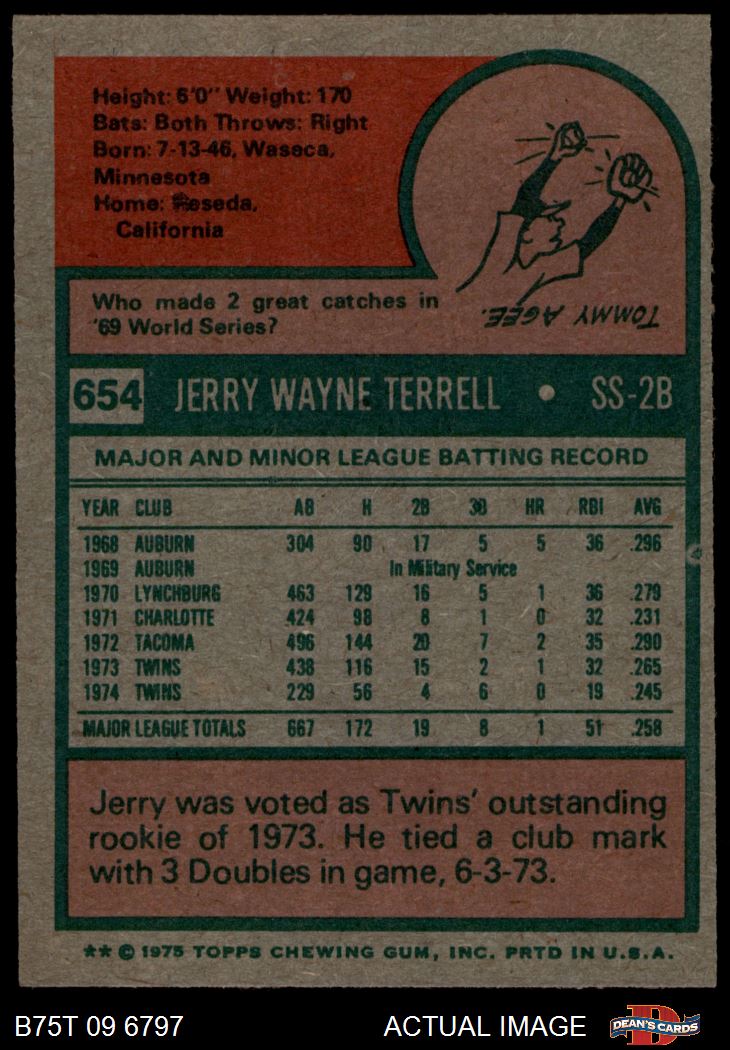 Height: 6'0" Weight: 170
Bats: Both Throws: Right
Born: 7-13-46, Waseca,
Minnesota
Home: Reseda,
California
Who made 2 great catches in
'69 World Series?
TOMMY AGEE.
654 JERRY WAYNE TERRELL • SS-2B
MAJOR AND MINOR LEAGUE BATTING RECORD
YEAR CLUB AB H 2B 3B HR RBI AVG
1968 AUBURN 304 90 17 5 5 36 .296
1969 AUBURN In Military Service
1970 LYNCHBURG 463 129 16 5 1 36 .279
1971 CHARLOTTE 424 98 8 1 0 32 .231
1972 TACOMA 496 144 20 7 2 35 .290
1973 TWINS 438 116 15 2 1 32 .265
1974 TWINS 229 56 4 6 0 19 .245
MAJOR LEAGUE TOTALS 667 172 19 8 1 51 .258
Jerry was voted as Twins' outstanding
rookie of 1973. He tied a club mark
with 3 Doubles in game, 6-3-73.
** © 1975 TOPPS CHEWING GUM, INC. PRTD IN U.S.A.
B75T 09 6797 ACTUAL IMAGE DEAN'S CARDS